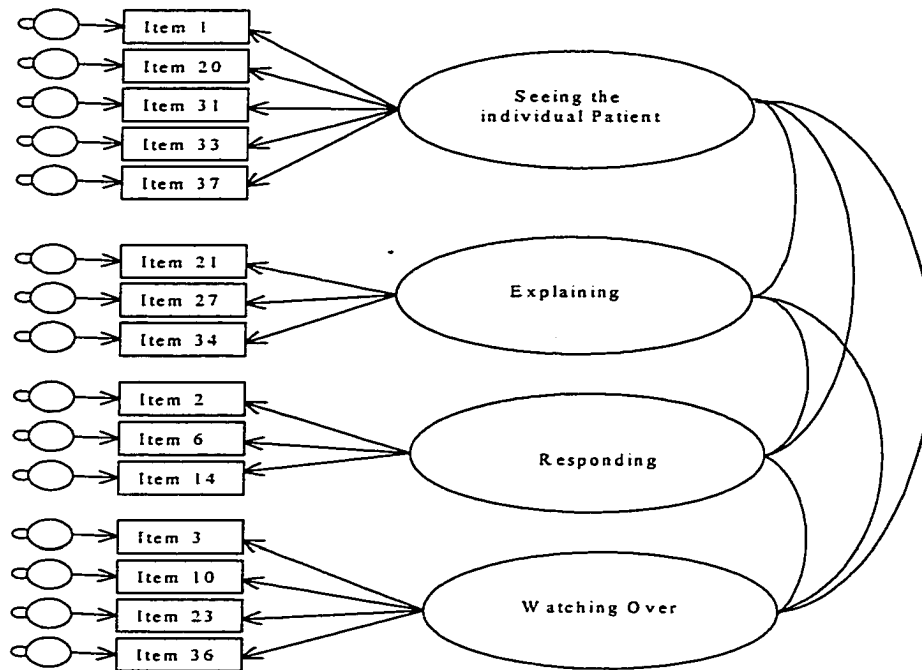 Item 1
Item 20
Item 31
Item 33
Item 37
Seeing the
individual Patient
Item 21
Item 27
Item 34
Explaining
Item 2
Item 6
Item 14
Responding
Item 3
Item 10
Item 23
Item 36
Watching Over